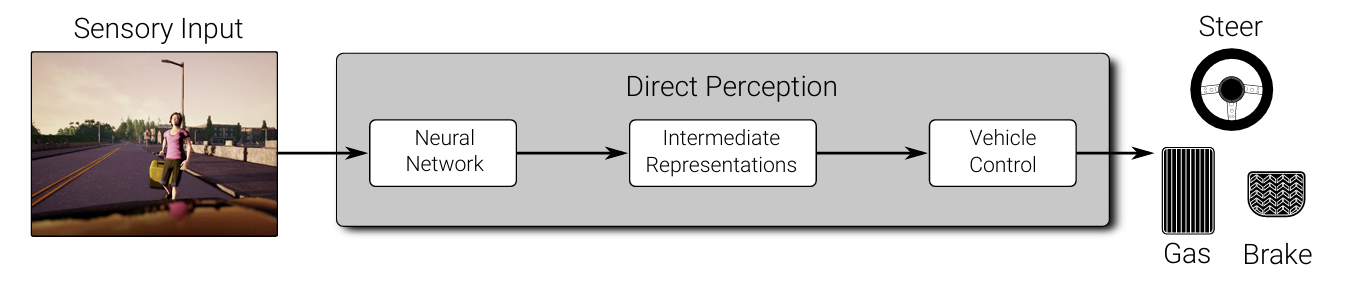 Sensory Input
Direct Perception
Neural
Network
Intermediate
Representations
Vehicle
Control
Steer
Gas
Brake